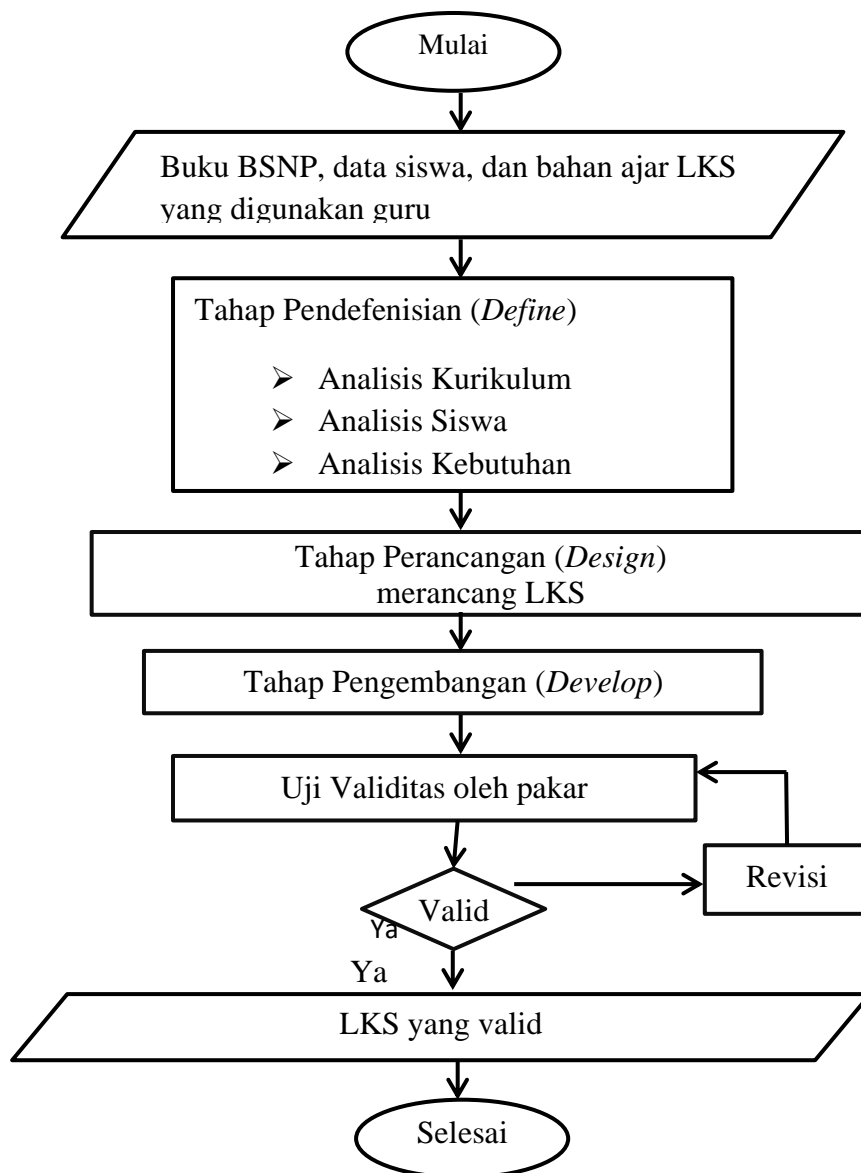 Mulai
Buku BSNP, data siswa, dan bahan ajar LKS
yang digunakan guru
Tahap Pendefenisian (Define)
➢ Analisis Kurikulum
➢ Analisis Siswa
➢ Analisis Kebutuhan
Tahap Perancangan (Design)
merancang LKS
Tahap Pengembangan (Develop)
Uji Validitas oleh pakar
Revisi
Valid
Ya
Ya
LKS yang valid
Selesai